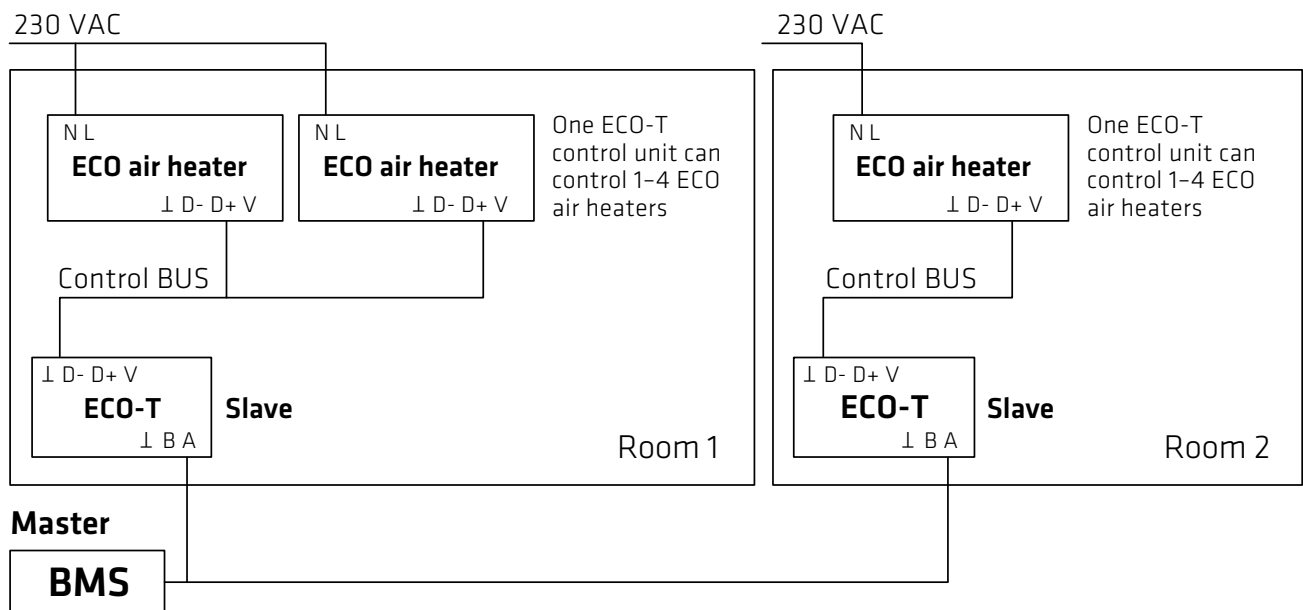 230 VAC
N L
ECO air heater
⊥ D- D+ V
N L
ECO air heater
⊥ D- D+ V
One ECO-T
control unit can
control 1–4 ECO
air heaters
Control BUS
⊥ D- D+ V
ECO-T
⊥ B A
Slave
Room 1
230 VAC
N L
ECO air heater
⊥ D- D+ V
One ECO-T
control unit can
control 1–4 ECO
air heaters
Control BUS
⊥ D- D+ V
ECO-T
⊥ B A
Slave
Room 2
Master
BMS